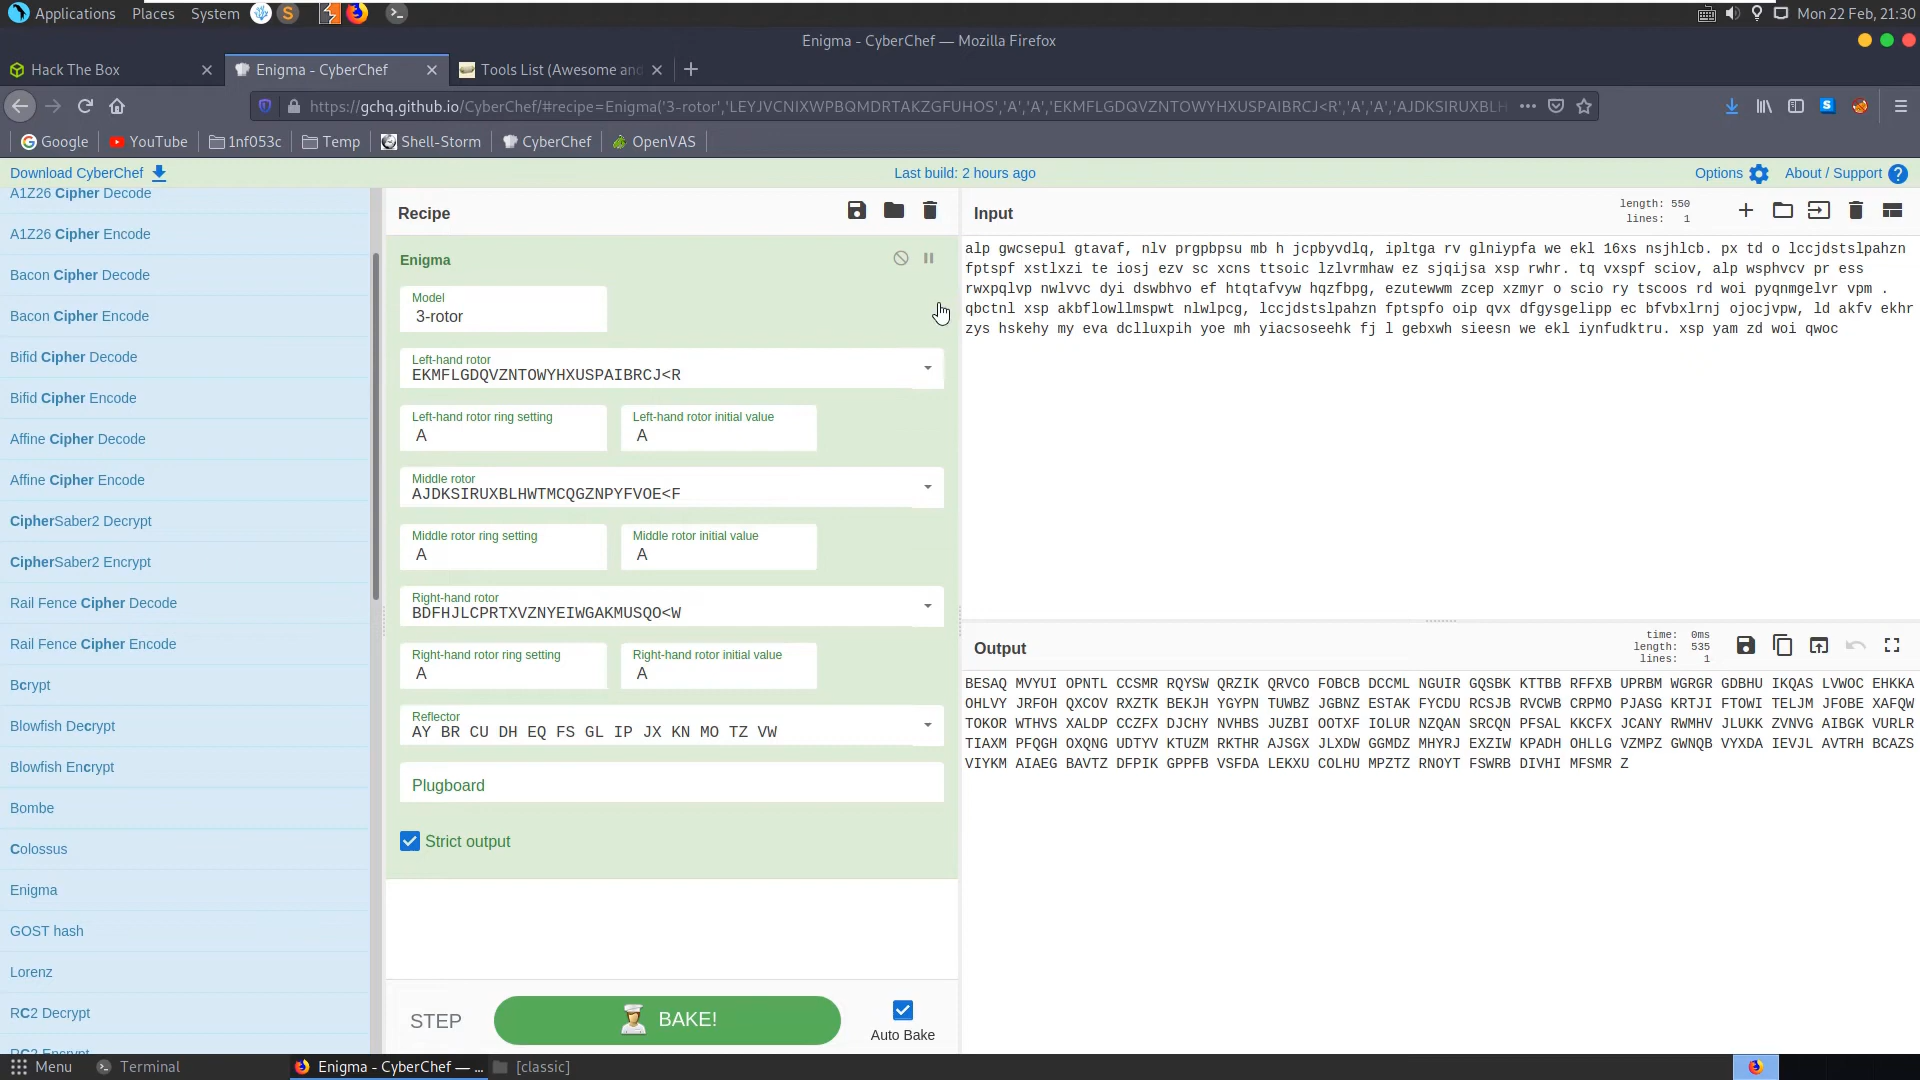 Applications Places System Mon 22 Feb, 21:30
Enigma - CyberChef — Mozilla Firefox
Hack The Box Enigma - CyberChef Tools List (Awesome and
https://gchq.github.io/CyberChef/#recipe=Enigma('3-rotor','LEYJVCNIXWPBQMDRTAKZGFUHOS','A','A','EKMFLGDQVZNTOWYHXUSPAIBRCJ<R','A','A','AJDKSIRUXBLH
Google YouTube 1nf053c Temp Shell-Storm CyberChef OpenVAS
Download CyberChef Last build: 2 hours ago Options About / Support
A1Z26 Cipher Decode
A1Z26 Cipher Encode
Bacon Cipher Decode
Bacon Cipher Encode
Bifid Cipher Decode
Bifid Cipher Encode
Affine Cipher Decode
Affine Cipher Encode
CipherSaber2 Decrypt
CipherSaber2 Encrypt
Rail Fence Cipher Decode
Rail Fence Cipher Encode
Bcrypt
Blowfish Decrypt
Blowfish Encrypt
Bombe
Colossus
Enigma
GOST hash
Lorenz
RC2 Decrypt
RC2 Encrypt
Recipe
Enigma
Model
3-rotor
Left-hand rotor
EKMFLGDQVZNTOWYHXUSPAIBRCJ<R
Left-hand rotor ring setting Left-hand rotor initial value
A A
Middle rotor
AJDKSIRUXBLHWTMCQGZNPYFVOE<F
Middle rotor ring setting Middle rotor initial value
A A
Right-hand rotor
BDFHJLCPRTXVZNYEIWGAKMUSQO<W
Right-hand rotor ring setting Right-hand rotor initial value
A A
Reflector
AY BR CU DH EQ FS GL IP JX KN MO TZ VW
Plugboard
Strict output
STEP BAKE! Auto Bake
Input length: 550
lines: 1
alp gwcsepul gtavaf, nlv prgpbpsu mb h jcpbyvdlq, ipltga rv glniypfa we ekl 16xs nsjhlcb. px td o lccjdstslpahzn
fptspf xstlxzi te iosj ezv sc xcns ttsoic lzlvrmhaw ez sjqijsa xsp rwhr. tq vxspf sciov, alp wsphvcv pr ess
rwxpqlvp nwlvvc dyi dswbhvo ef htqtafvyw hqzfbpg, ezutewwm zcep xzmyr o scio ry tscoos rd woi pyqnmgelvr vpm .
qbctnl xsp akbflowllmspwt nlwlpcg, lccjdstslpahzn fptspfo oip qvx dfgysgelipp ec bfvbxlrnj ojocjvpw, ld akfv ekhr
zys hskehy my eva dclluxpih yoe mh yiacsoseehk fj l gebxwh sieesn we ekl iynfudktru. xsp yam zd woi qwoc
Output time: 0ms
length: 535
lines: 1
BESAQ MVYUI OPNTL CCSMR RQYSW QRZIK QRVCO FOBCB DCCML NGUIR GQSBK KTTBB RFFXB UPRBM WGRGR GDBHU IKQAS LVWOC EHKKA
OHLVY JRFOH QXCOV RXZTK BEKJH YGYPN TUWBZ JGBNZ ESTAK FYCDU RCSJB RVCWB CRPMO PJASG KRTJI FTOWI TELJM JFOBE XAFQW
TOKOR WTHVS XALDP CCZFX DJCHY NVHBS JUZBI OOTXF IOLUR NZQAN SRCQN PFSAL KKCFX JCANY RWMHV JLUKK ZVNVG AIBGK VURLR
TIAXM PFQGH OXQNG UDTYV KTUZM RKTHR AJSGX JLXDW GGMDZ MHYRJ EXZIW KPADH OHLLG VZMPZ GWNQB VYXDA IEVJL AVTRH BCAZS
VIYKM AIAEG BAVTZ DFPIK GPPFB VSFDA LEKXU COLHU MPZTZ RNOYT FSWRB DIVHI MFSMR Z
Menu Terminal Enigma - CyberChef — ... [classic]